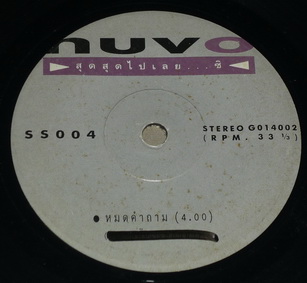 nuvo
สุดสุดไปเลย...ซิ
SS004
STEREO G014002
(RPM. 33 ⅓)
● หมดคำถาม (4.00)